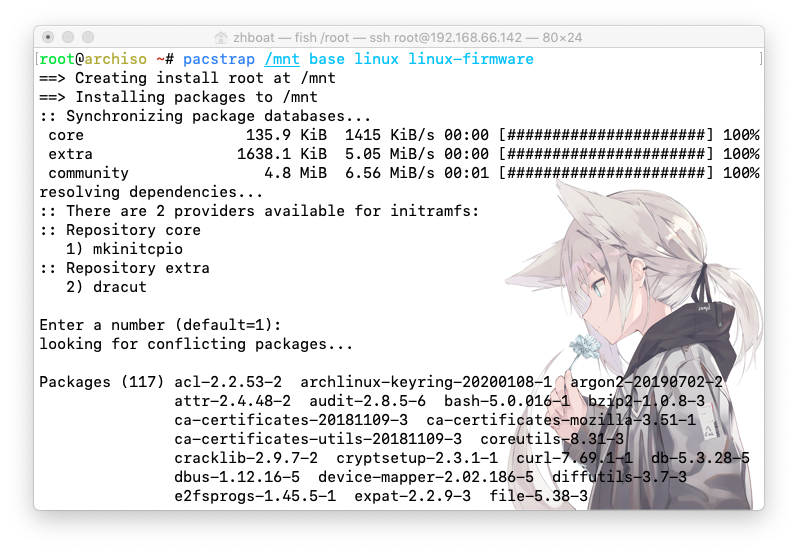 zhboat — fish /root — ssh root@192.168.66.142 — 80×24
[root@archiso ~# pacstrap /mnt base linux linux-firmware ]
==> Creating install root at /mnt
==> Installing packages to /mnt
:: Synchronizing package databases...
core 135.9 KiB 1415 KiB/s 00:00 [######################] 100%
extra 1638.1 KiB 5.05 MiB/s 00:00 [######################] 100%
community 4.8 MiB 6.56 MiB/s 00:01 [######################] 100%
resolving dependencies...
:: There are 2 providers available for initramfs:
:: Repository core
1) mkinitcpio
:: Repository extra
2) dracut
Enter a number (default=1):
looking for conflicting packages...
Packages (117) acl-2.2.53-2 archlinux-keyring-20200108-1 argon2-20190702-2
attr-2.4.48-2 audit-2.8.5-6 bash-5.0.016-1 bzip2-1.0.8-3
ca-certificates-20181109-3 ca-certificates-mozilla-3.51-1
ca-certificates-utils-20181109-3 coreutils-8.31-3
cracklib-2.9.7-2 cryptsetup-2.3.1-1 curl-7.69.1-1 db-5.3.28-5
dbus-1.12.16-5 device-mapper-2.02.186-5 diffutils-3.7-3
e2fsprogs-1.45.5-1 expat-2.2.9-3 file-5.38-3